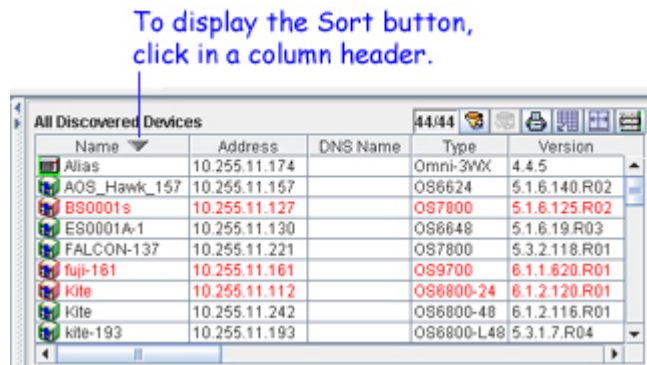 To display the Sort button,
click in a column header.
All Discovered Devices 44/44
Name Address DNS Name Type Version
Alias 10.255.11.174 Omni-3WX 4.4.5
AOS_Hawk_157 10.255.11.157 OS6624 5.1.6.140.R02
BS0001s 10.255.11.127 OS7800 5.1.6.125.R02
ES0001A-1 10.255.11.130 OS6648 5.1.6.19.R03
FALCON-137 10.255.11.221 OS7800 5.3.2.118.R01
fuji-161 10.255.11.161 OS9700 6.1.1.620.R01
Kite 10.255.11.112 OS6800-24 6.1.2.120.R01
Kite 10.255.11.242 OS6800-48 6.1.2.116.R01
kite-193 10.255.11.193 OS6800-L48 5.3.1.7.R04